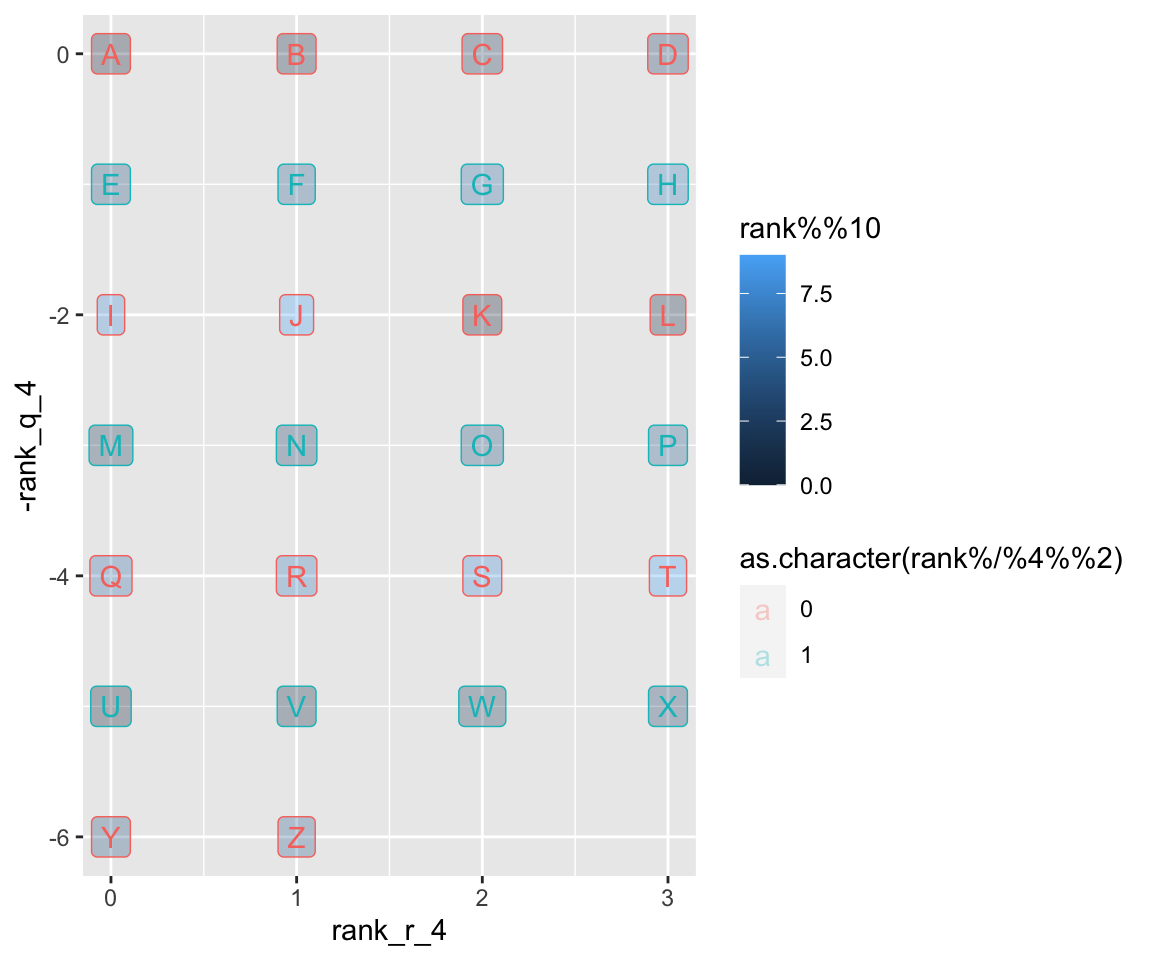 0 A B C D
E F G H
-2 I J K L
M N O P
-4 Q R S T
U V W X
-6 Y Z
0 1 2 3
rank_r_4
-rank_q_4
rank%%10
7.5
5.0
2.5
0.0
as.character(rank%/%4%%2)
a 0
a 1